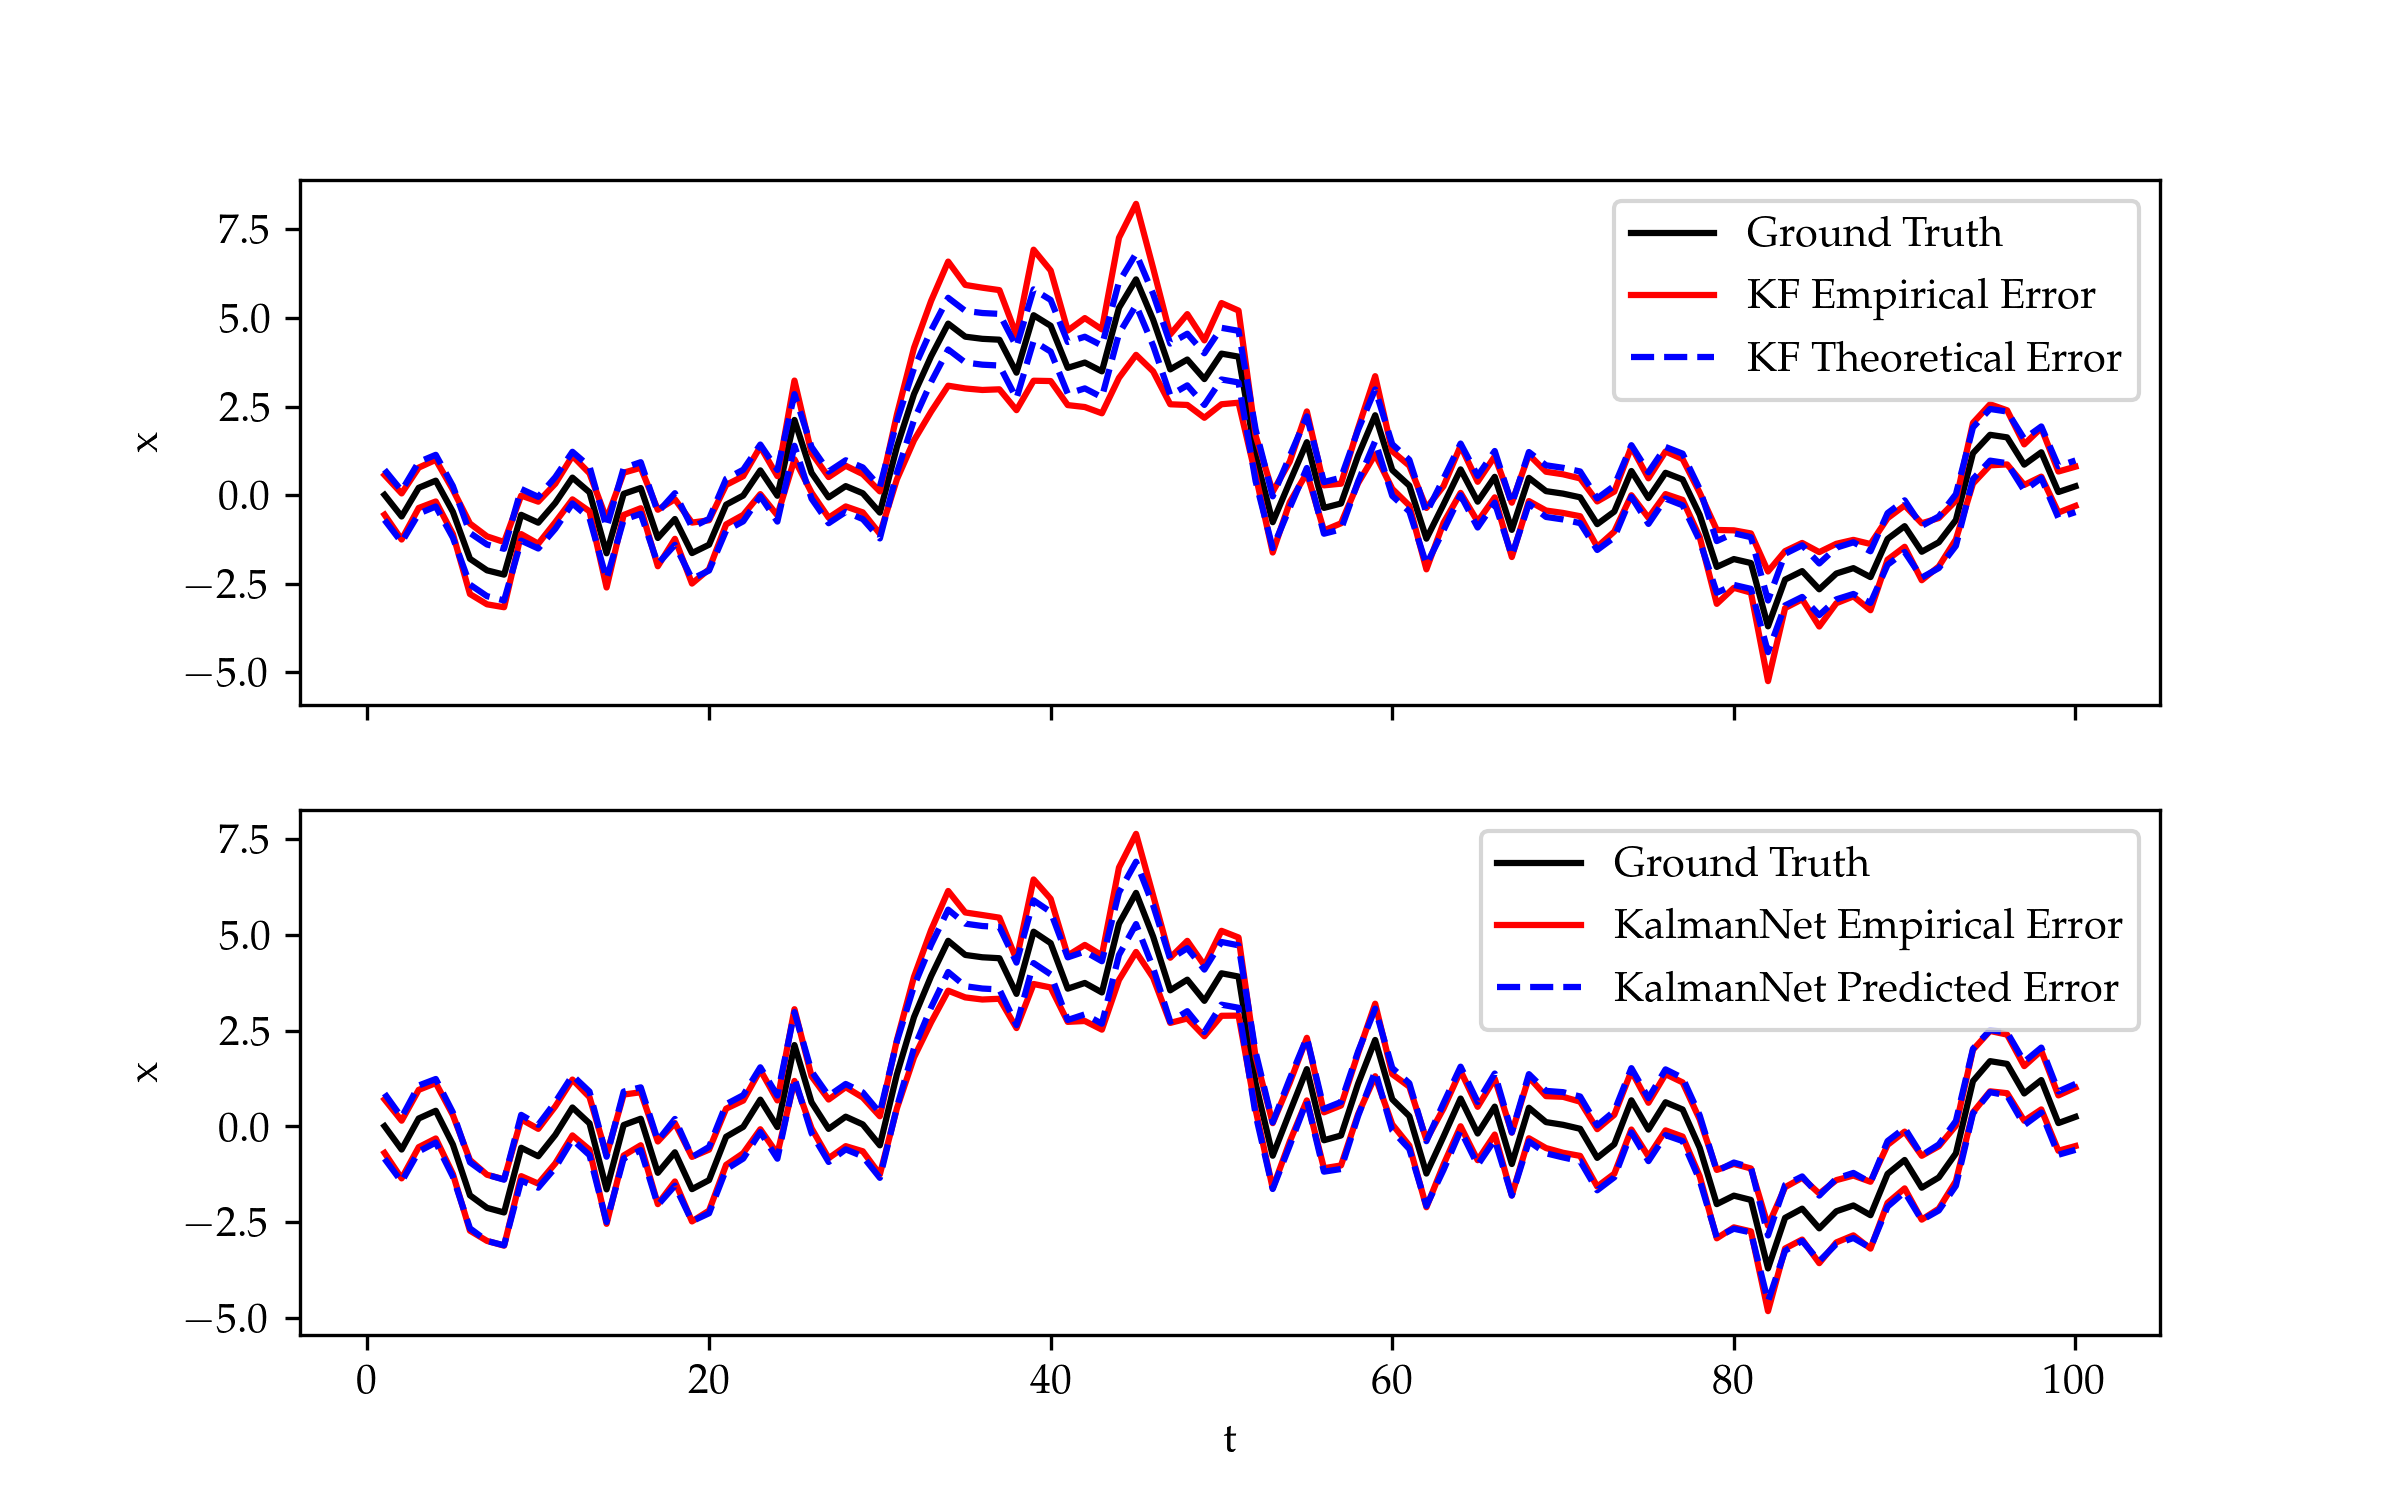 7.5
5.0
2.5
0.0
−2.5
−5.0
x
Ground Truth
KF Empirical Error
KF Theoretical Error
7.5
5.0
2.5
0.0
−2.5
−5.0
x
Ground Truth
KalmanNet Empirical Error
KalmanNet Predicted Error
0 20 40 60 80 100
t